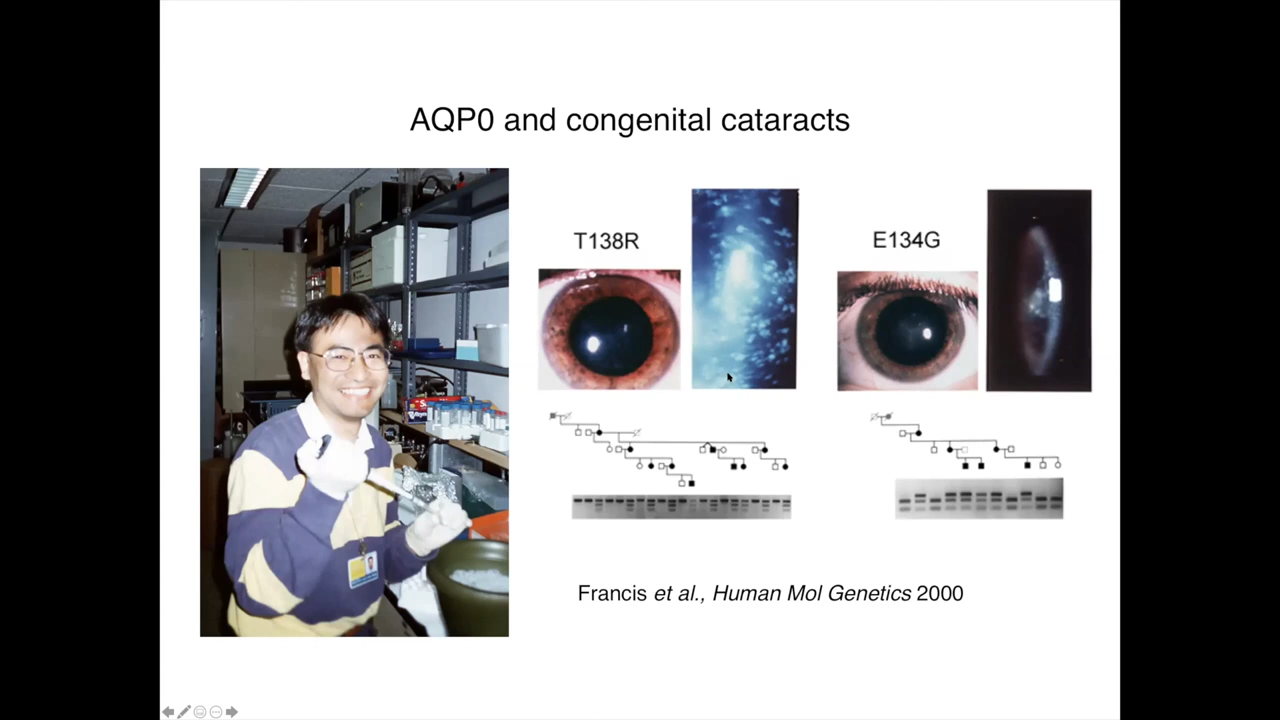 AQP0 and congenital cataracts
T138R
E134G
Francis et al., Human Mol Genetics 2000